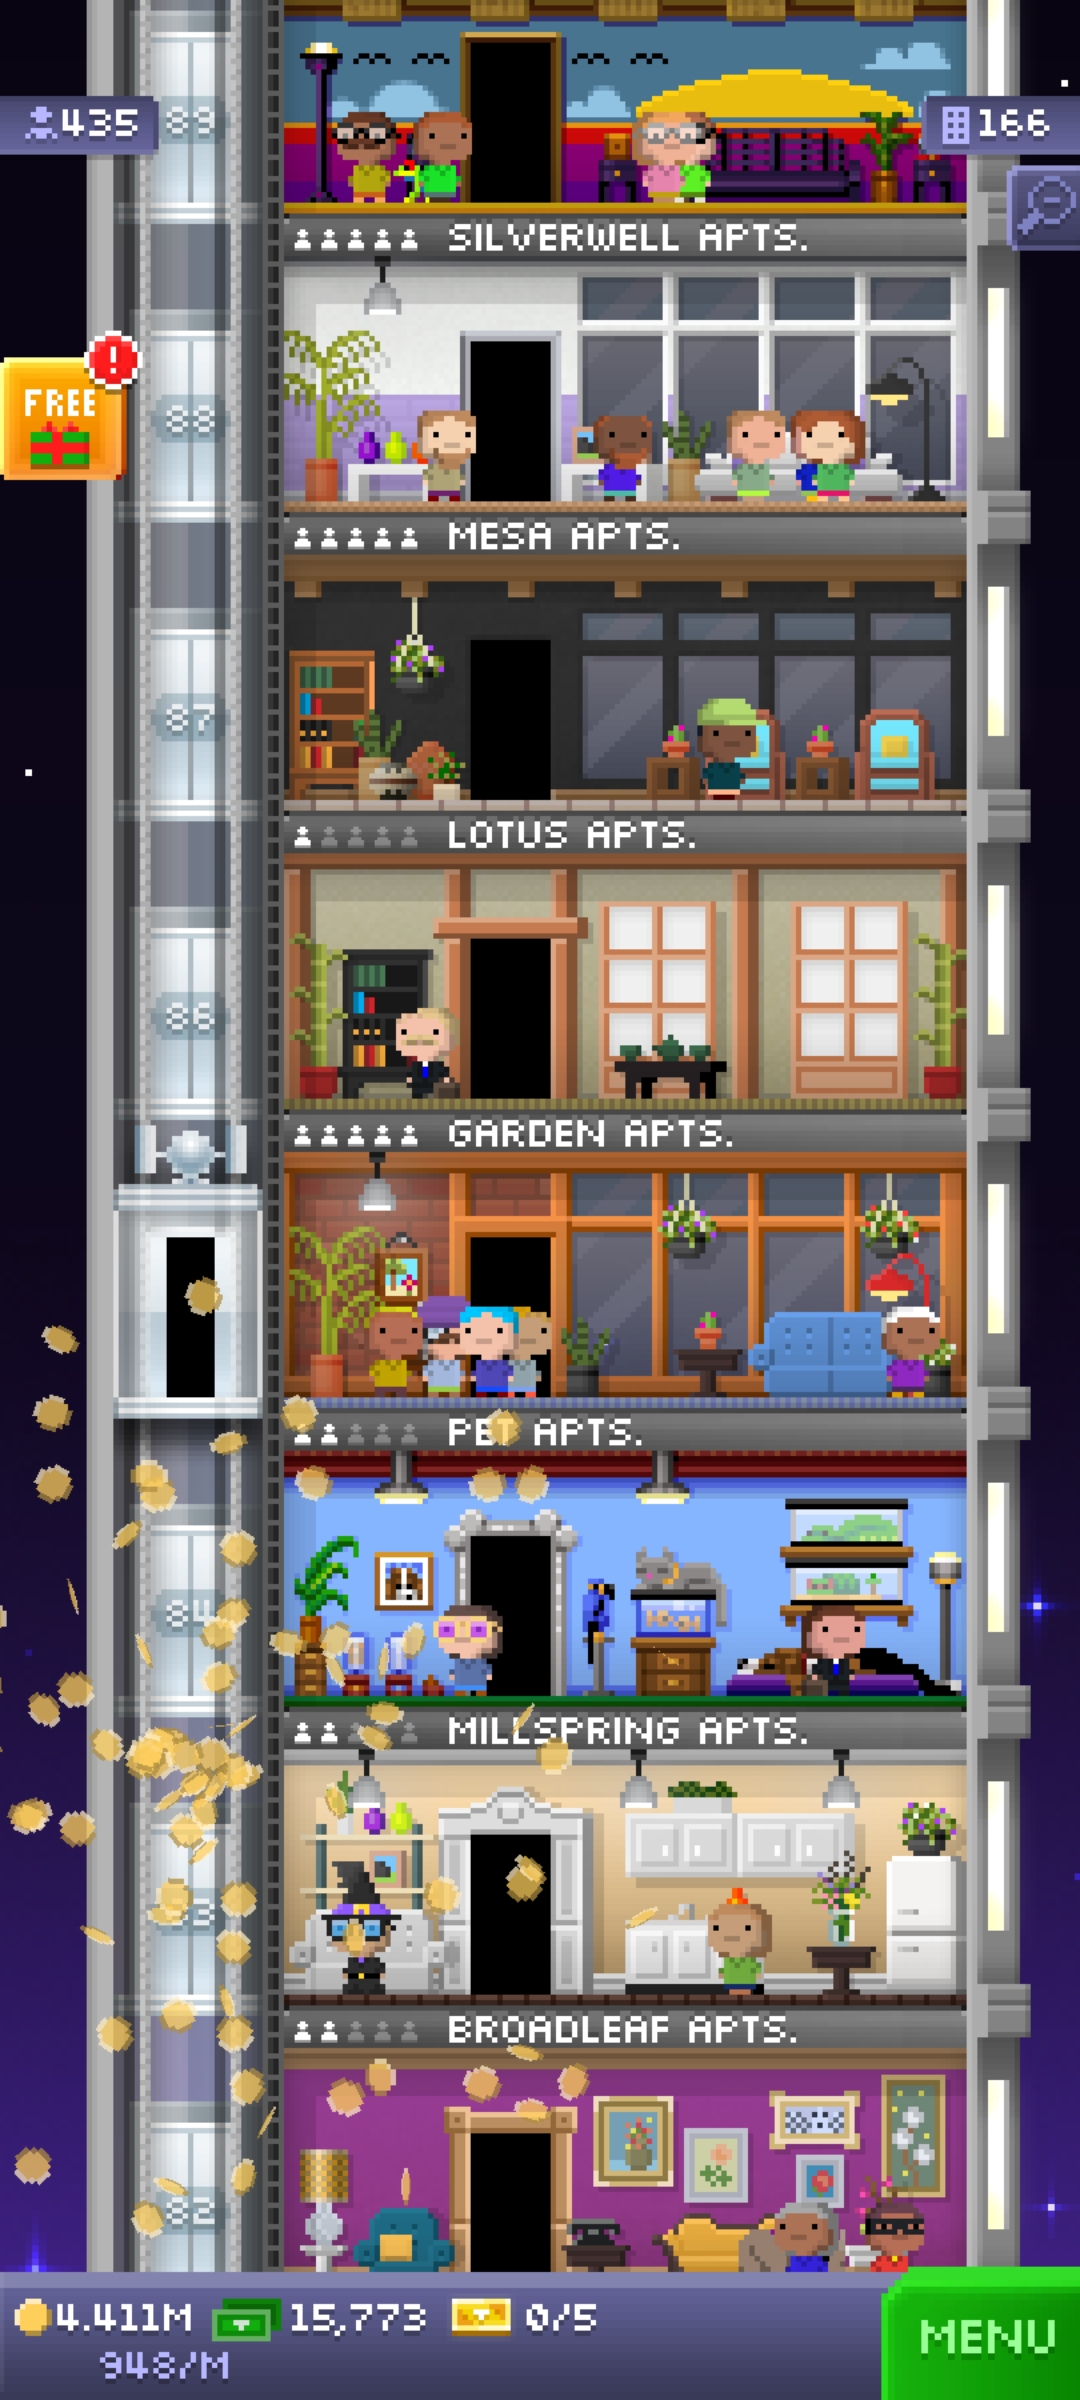 435
89
166
SILVERWELL APTS.
FREE
!
88
MESA APTS.
87
LOTUS APTS.
86
GARDEN APTS.
PET APTS.
84
MILLSPRING APTS.
BROADLEAF APTS.
82
4.411M
15,773
0/5
948/M
MENU